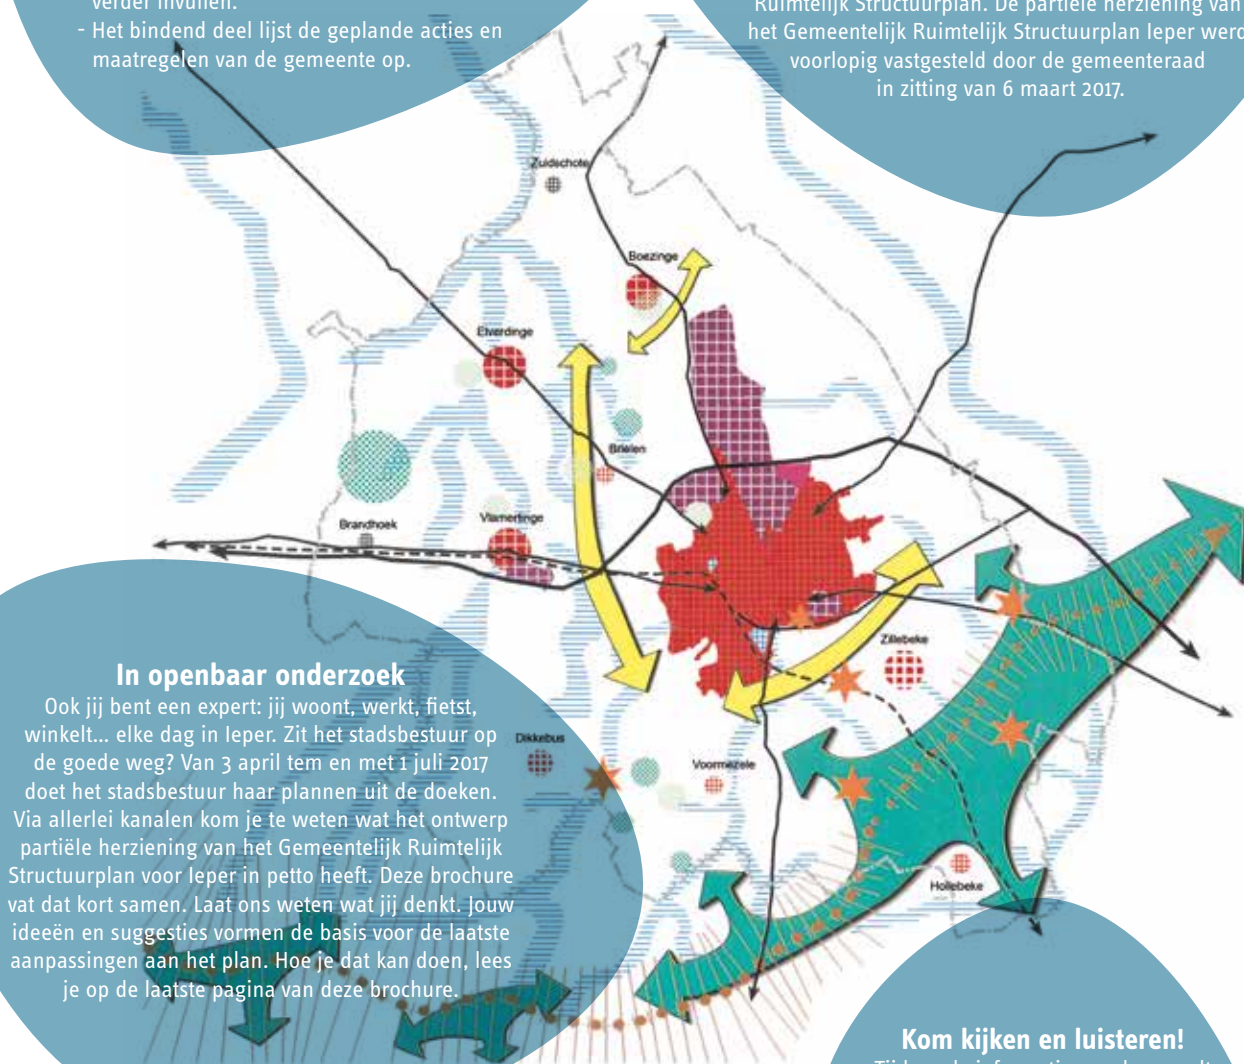 verder invullen.
- Het bindend deel lijst de geplande acties en
maatregelen van de gemeente op.
Ruimtelijk Structuurplan. De partiële herziening van
het Gemeentelijk Ruimtelijk Structuurplan Ieper werd
voorlopig vastgesteld door de gemeenteraad
in zitting van 6 maart 2017.
Zuidschote
Boezinge
Elverdinge
Brielen
Brandhoek
Vlamertinge
Zillebeke
Dikkebus
Voormezele
Hollebeke
In openbaar onderzoek
Ook jij bent een expert: jij woont, werkt, fietst,
winkelt... elke dag in Ieper. Zit het stadsbestuur op
de goede weg? Van 3 april tem en met 1 juli 2017
doet het stadsbestuur haar plannen uit de doeken.
Via allerlei kanalen kom je te weten wat het ontwerp
partiële herziening van het Gemeentelijk Ruimtelijk
Structuurplan voor Ieper in petto heeft. Deze brochure
vat dat kort samen. Laat ons weten wat jij denkt. Jouw
ideeën en suggesties vormen de basis voor de laatste
aanpassingen aan het plan. Hoe je dat kan doen, lees
je op de laatste pagina van deze brochure.
Kom kijken en luisteren!